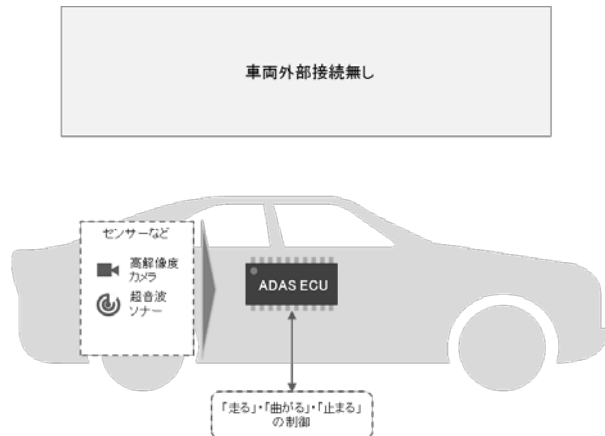 車両外部接続無し
センサーなど
高解像度
カメラ
超音波
ソナー
ADAS ECU
「走る」・「曲がる」・「止まる」
の制御